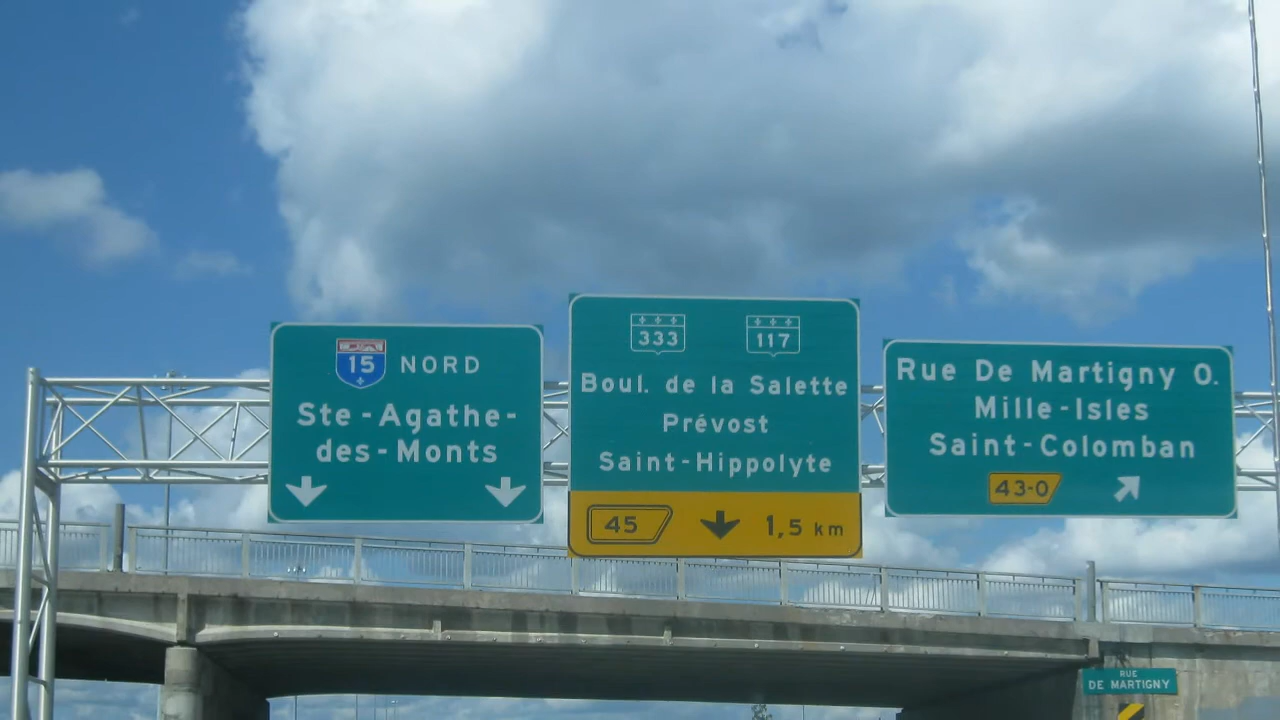 15 NORD
Ste-Agathe-
des-Monts
333 117
Boul. de la Salette
Prévost
Saint-Hippolyte
45 1,5 km
Rue De Martigny O.
Mille-Isles
Saint-Colomban
43-O
RUE
DE MARTIGNY